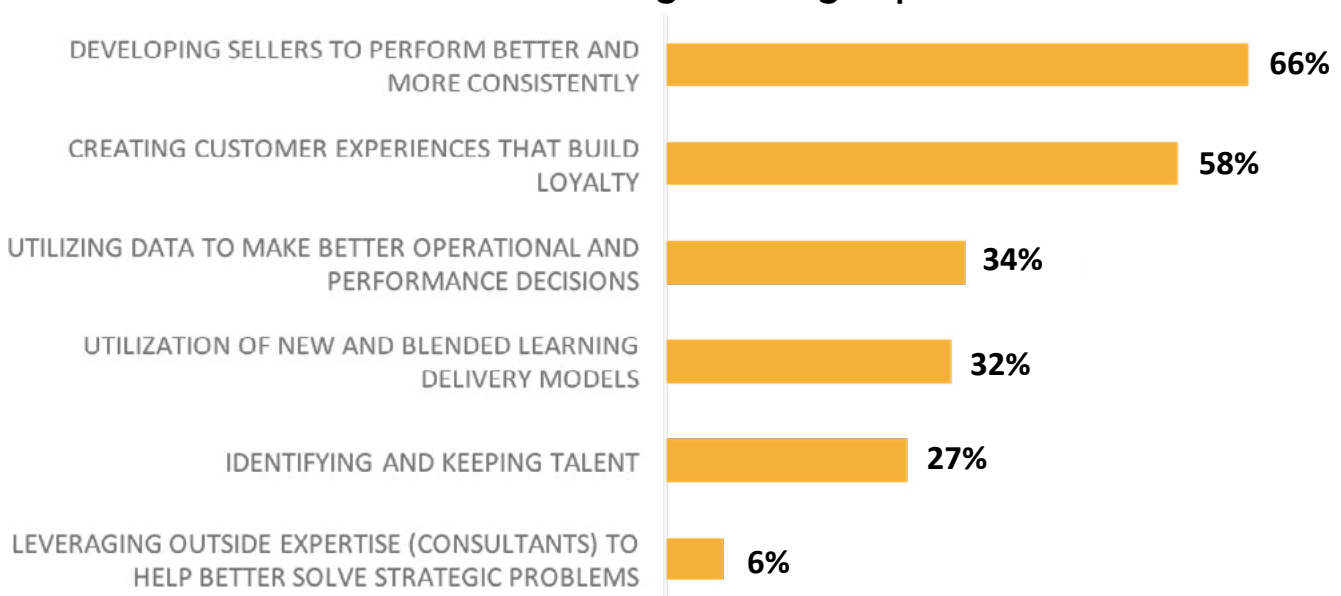 DEVELOPING SELLERS TO PERFORM BETTER AND
MORE CONSISTENTLY
66%
CREATING CUSTOMER EXPERIENCES THAT BUILD
LOYALTY
58%
UTILIZING DATA TO MAKE BETTER OPERATIONAL AND
PERFORMANCE DECISIONS
34%
UTILIZATION OF NEW AND BLENDED LEARNING
DELIVERY MODELS
32%
IDENTIFYING AND KEEPING TALENT
27%
LEVERAGING OUTSIDE EXPERTISE (CONSULTANTS) TO
HELP BETTER SOLVE STRATEGIC PROBLEMS
6%